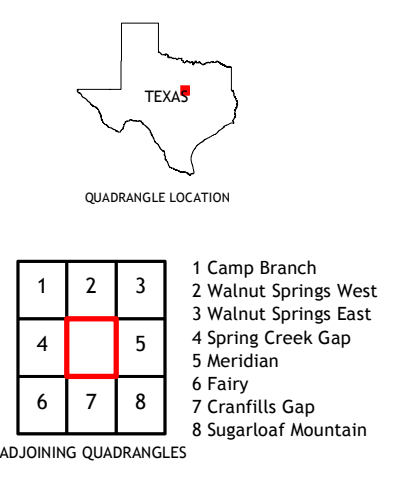 TEXAS
QUADRANGLE LOCATION
1 2 3
4 5
6 7 8
1 Camp Branch
2 Walnut Springs West
3 Walnut Springs East
4 Spring Creek Gap
5 Meridian
6 Fairy
7 Cranfills Gap
8 Sugarloaf Mountain
ADJOINING QUADRANGLES